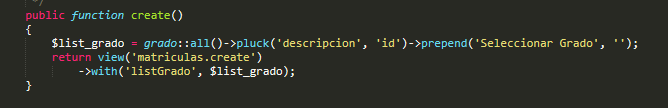 */
public function create()
{
$list_grado = grado::all()->pluck('descripcion', 'id')->prepend('Seleccionar Grado', '');
return view('matriculas.create')
->with('listGrado', $list_grado);
}